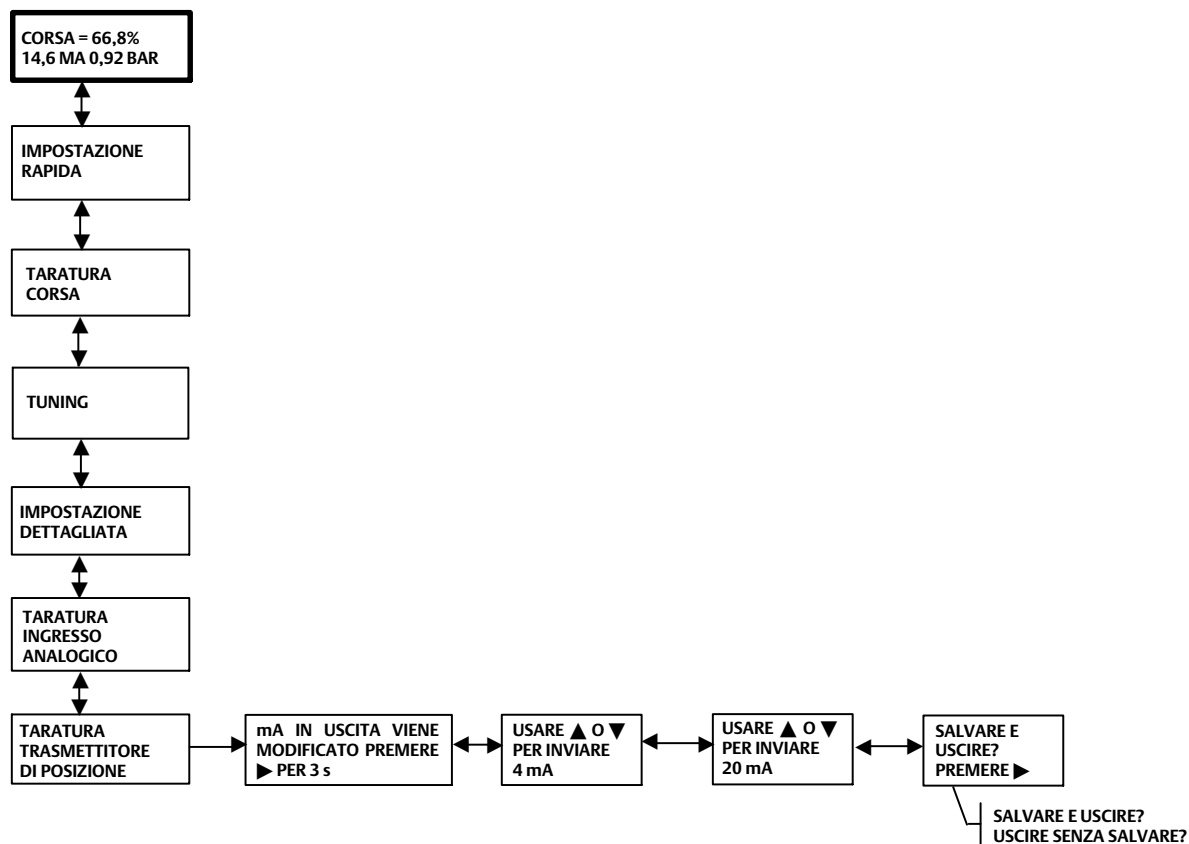 CORSA = 66,8%
14,6 MA 0,92 BAR
IMPOSTAZIONE
RAPIDA
TARATURA
CORSA
TUNING
IMPOSTAZIONE
DETTAGLIATA
TARATURA
INGRESSO
ANALOGICO
TARATURA
TRASMETTITORE
DI POSIZIONE
mA IN USCITA VIENE
MODIFICATO PREMERE
▶ PER 3 s
USARE ▲ O ▼
PER INVIARE
4 mA
USARE ▲ O ▼
PER INVIARE
20 mA
SALVARE E
USCIRE?
PREMERE ▶
SALVARE E USCIRE?
USCIRE SENZA SALVARE?